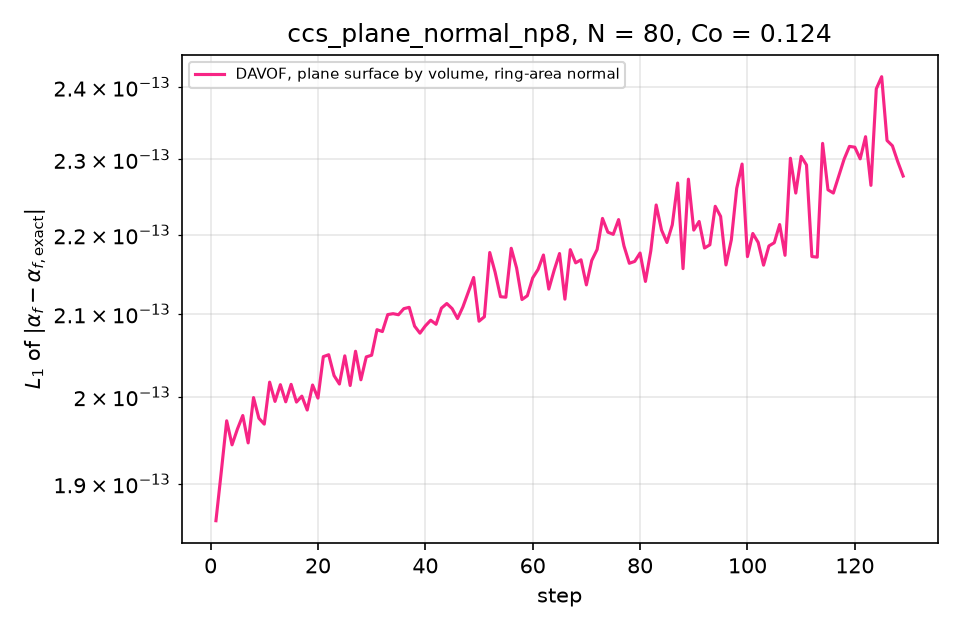 ccs_plane_normal_np8, N = 80, Co = 0.124
DAVOF, plane surface by volume, ring-area normal
2.4 × 10⁻¹³
2.3 × 10⁻¹³
2.2 × 10⁻¹³
2.1 × 10⁻¹³
2 × 10⁻¹³
1.9 × 10⁻¹³
L₁ of |α_f − α_{f, exact}|
0 20 40 60 80 100 120
step